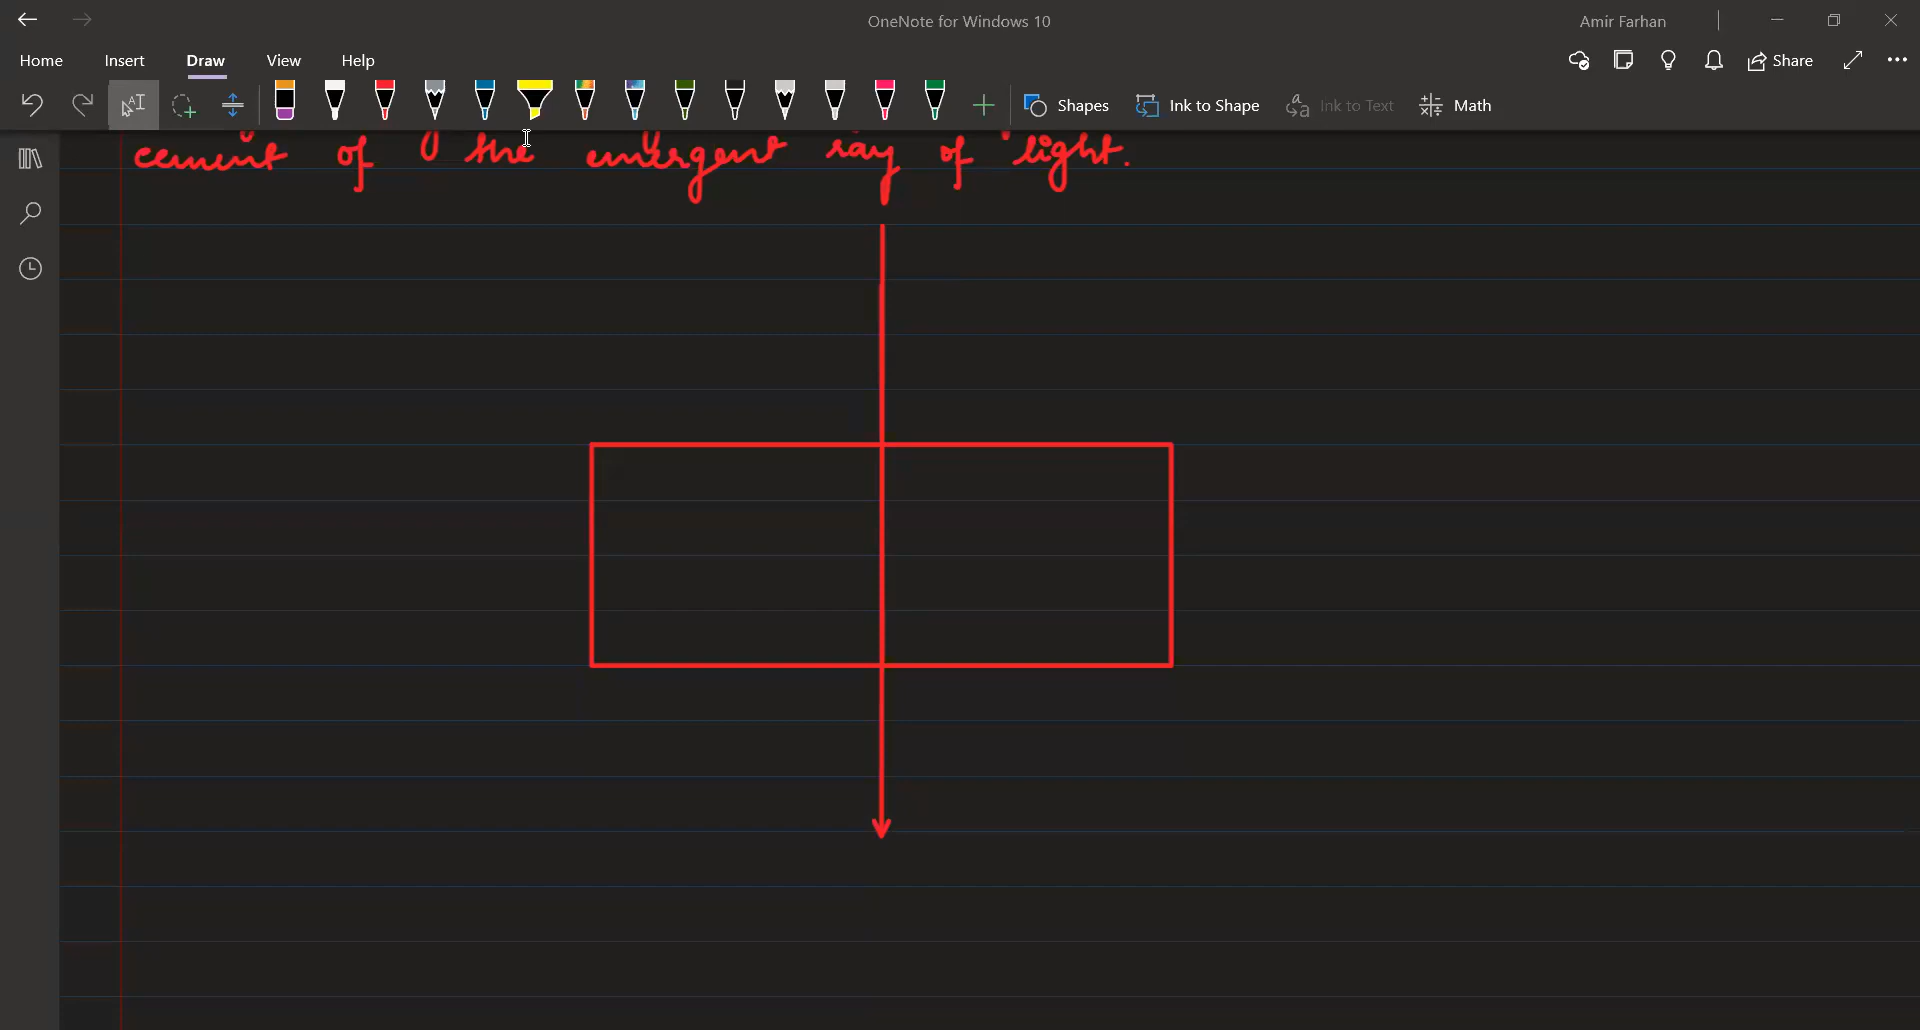 OneNote for Windows 10
Amir Farhan
Home Insert Draw View Help
Share
Shapes Ink to Shape Ink to Text Math
cement of the emergent ray of light.